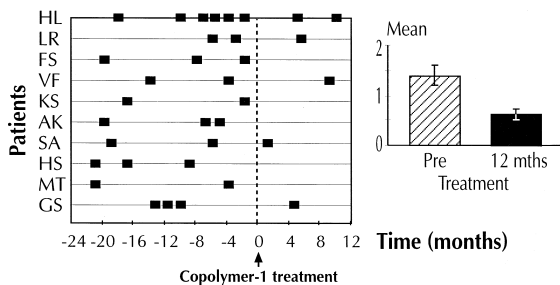 Patients
HL
LR
FS
VF
KS
AK
SA
HS
MT
GS
-24 -20 -16 -12 -8 -4 0 4 8 12 Time (months)
Copolymer-1 treatment
Mean
2
1
0
Pre 12 mths
Treatment